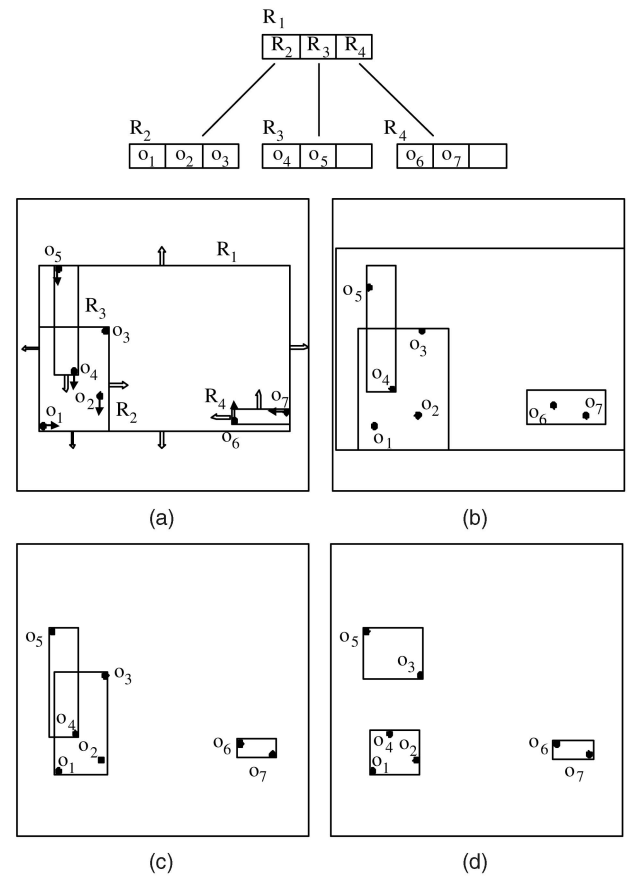 R₁
R₂ R₃ R₄
R₂ R₃ R₄
o₁ o₂ o₃ o₄ o₅ o₆ o₇
o₅ R₁
R₃
o₃
o₄
o₂ R₄ o₇
o₁ R₂
o₆
(a)
o₅
o₃
o₄
o₂ o₆ o₇
o₁
(b)
o₅
o₃
o₄
o₂ o₆
o₁ o₇
(c)
o₅
o₃
o₄ o₂ o₆
o₁ o₇
(d)